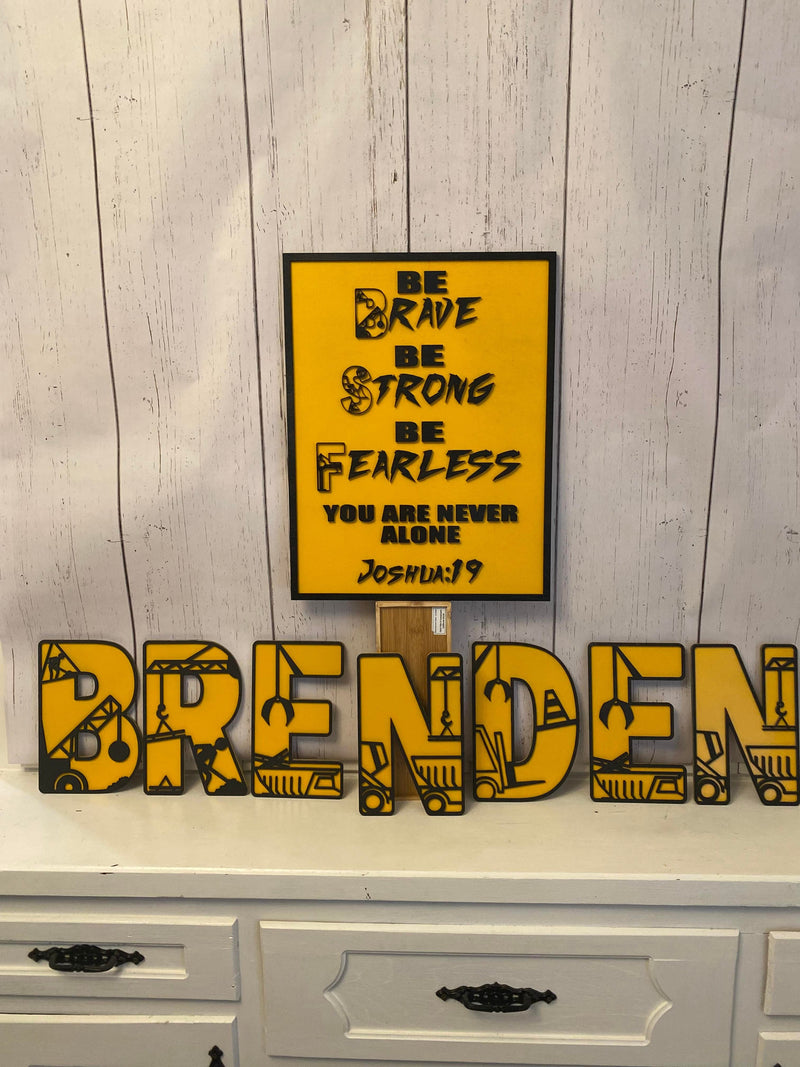 BE
BRAVE
BE
STRONG
BE
FEARLESS
YOU ARE NEVER
ALONE
JOSHUA:19
BRENDEN